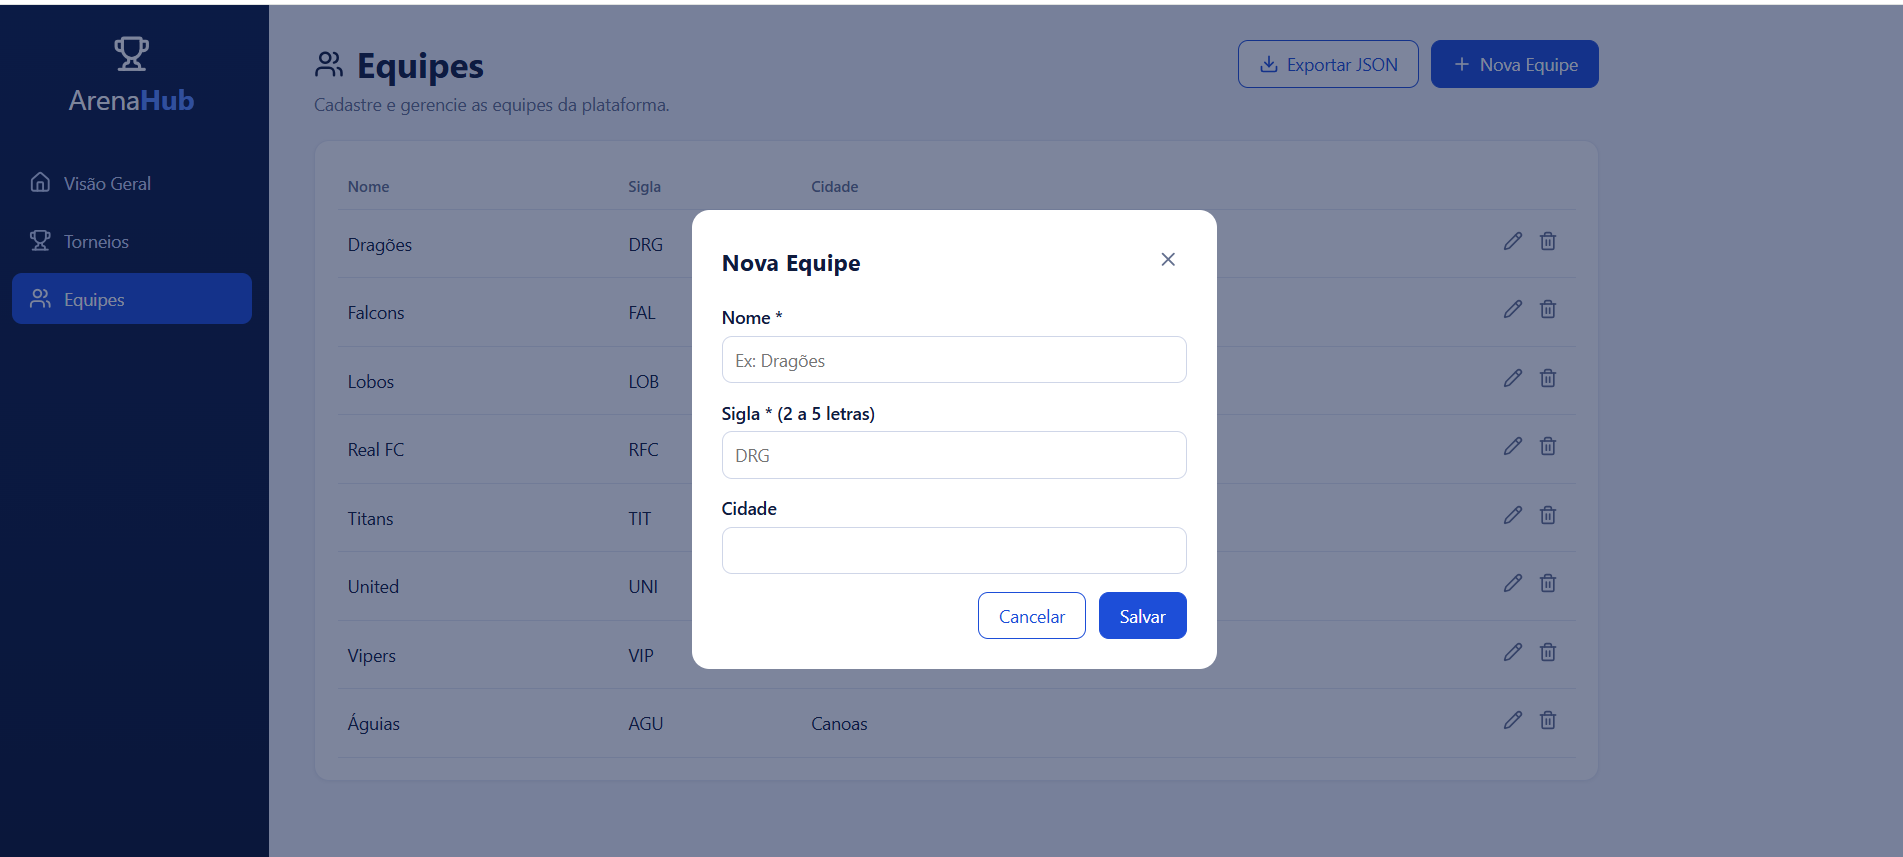 ArenaHub
Visão Geral
Torneios
Equipes
Equipes
Cadastre e gerencie as equipes da plataforma.
Exportar JSON
Nova Equipe
Nome Sigla Cidade
Dragões DRG
Falcons FAL
Lobos LOB
Real FC RFC
Titans TIT
United UNI
Vipers VIP
Águias AGU Canoas
Nova Equipe
Nome *
Ex: Dragões
Sigla * (2 a 5 letras)
DRG
Cidade
Cancelar Salvar